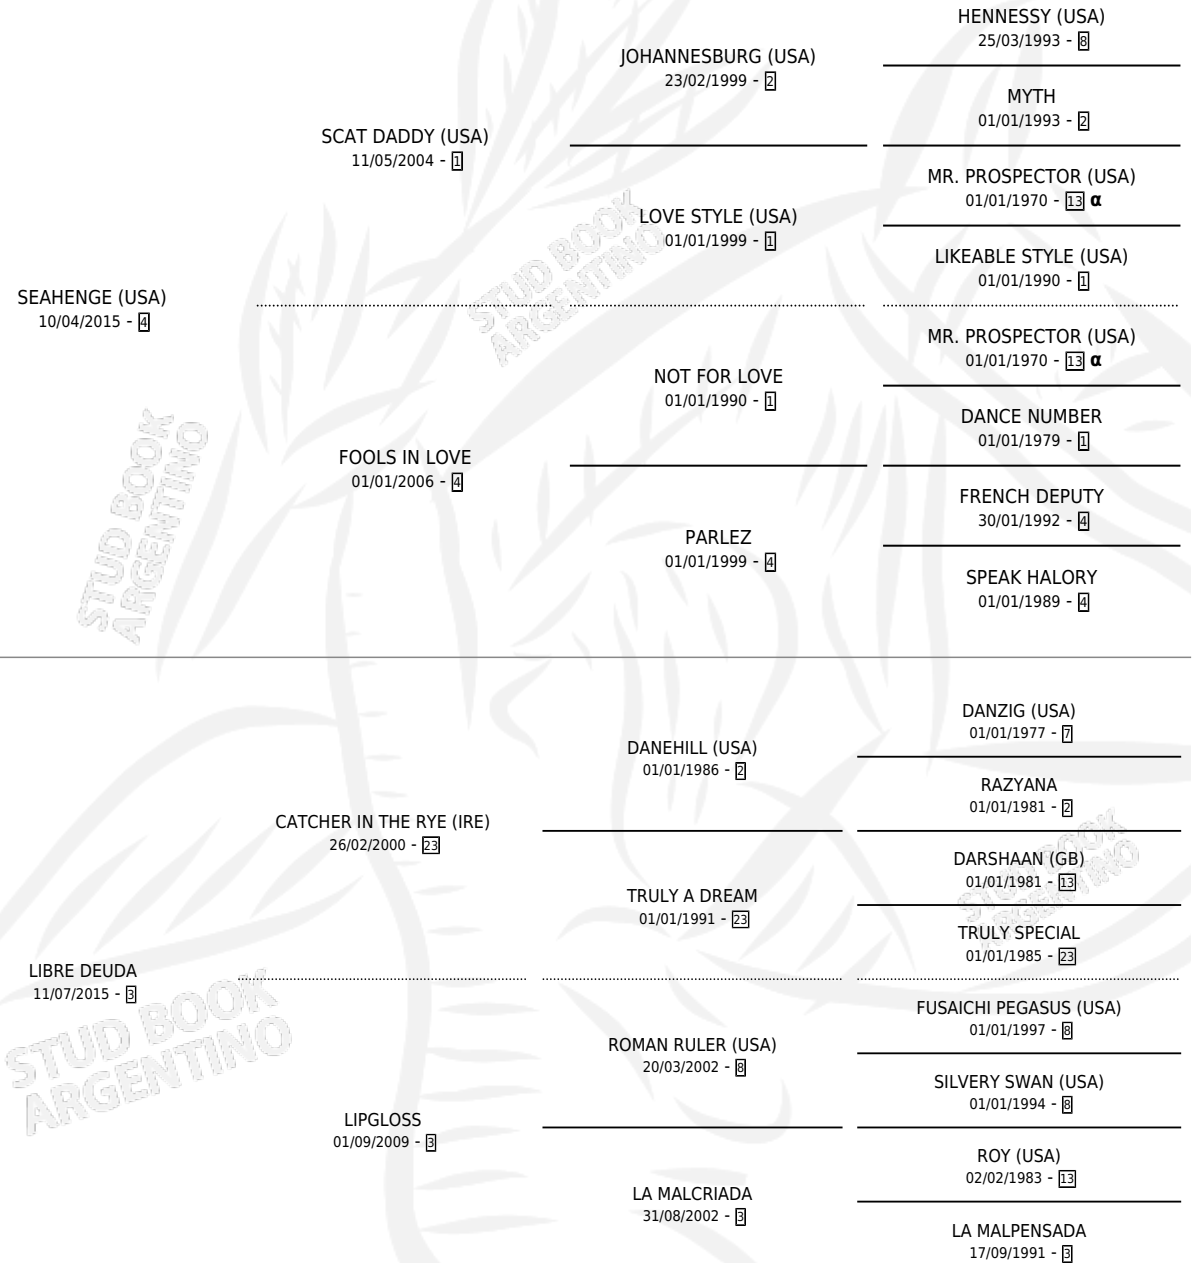 HENNESSY (USA)
25/03/1993 - 8
JOHANNESBURG (USA)
23/02/1999 - 2
MYTH
01/01/1993 - 2
SCAT DADDY (USA)
11/05/2004 - 1
MR. PROSPECTOR (USA)
01/01/1970 - 13 α
LOVE STYLE (USA)
01/01/1999 - 1
LIKEABLE STYLE (USA)
01/01/1990 - 1
SEAHENGE (USA)
10/04/2015 - 4
MR. PROSPECTOR (USA)
01/01/1970 - 13 α
NOT FOR LOVE
01/01/1990 - 1
DANCE NUMBER
01/01/1979 - 1
FOOLS IN LOVE
01/01/2006 - 4
FRENCH DEPUTY
30/01/1992 - 4
PARLEZ
01/01/1999 - 4
SPEAK HALORY
01/01/1989 - 4
DANZIG (USA)
01/01/1977 - 7
DANEHILL (USA)
01/01/1986 - 2
RAZYANA
01/01/1981 - 2
CATCHER IN THE RYE (IRE)
26/02/2000 - 23
DARSHAAN (GB)
01/01/1981 - 13
TRULY A DREAM
01/01/1991 - 23
TRULY SPECIAL
01/01/1985 - 23
LIBRE DEUDA
11/07/2015 - 3
FUSAICHI PEGASUS (USA)
01/01/1997 - 8
ROMAN RULER (USA)
20/03/2002 - 8
SILVERY SWAN (USA)
01/01/1994 - 8
LIPGLOSS
01/09/2009 - 3
ROY (USA)
02/02/1983 - 13
LA MALCRIADA
31/08/2002 - 3
LA MALPENSADA
17/09/1991 - 3
STUD BOOK
ARGENTINO
STUD BOOK
ARGENTINO
STUD BOOK
ARGENTINO
STUD BOOK
ARGENTINO